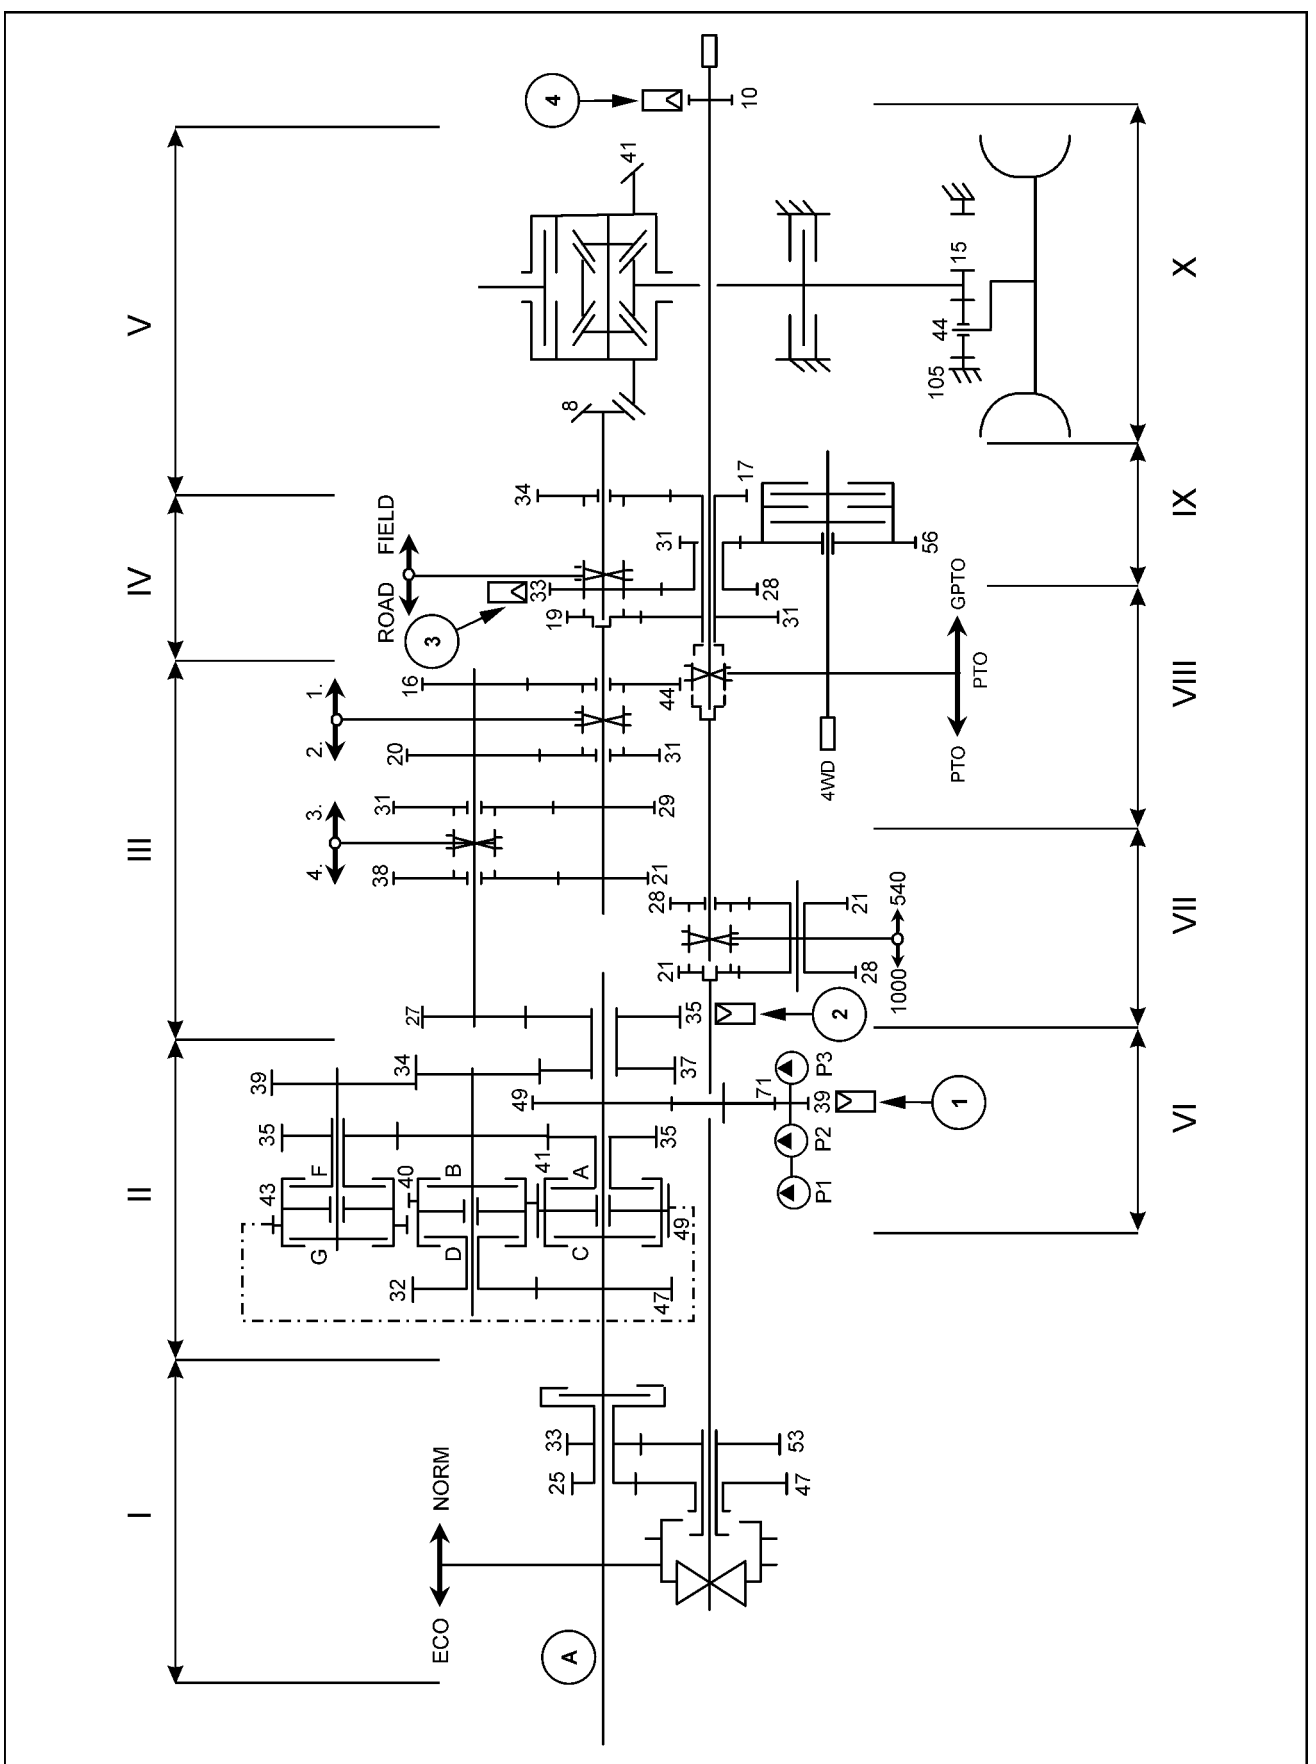 I II III IV V
43 35 39
G F 4. 3. 2. 1.
32 40 34 27 38 31 20 16 ROAD FIELD
ECO NORM
D B 3
A 25 33 C A 41 49 19 33 34 8 4
41
47 49 35 37 35 21 28 21 29 31 44 31
71 17 10
47 53 28 31
P1 P2 39 P3 4WD
2 28 21 56
1000 540 105 44 15
1 PTO PTO GPTO
VI VII VIII IX X